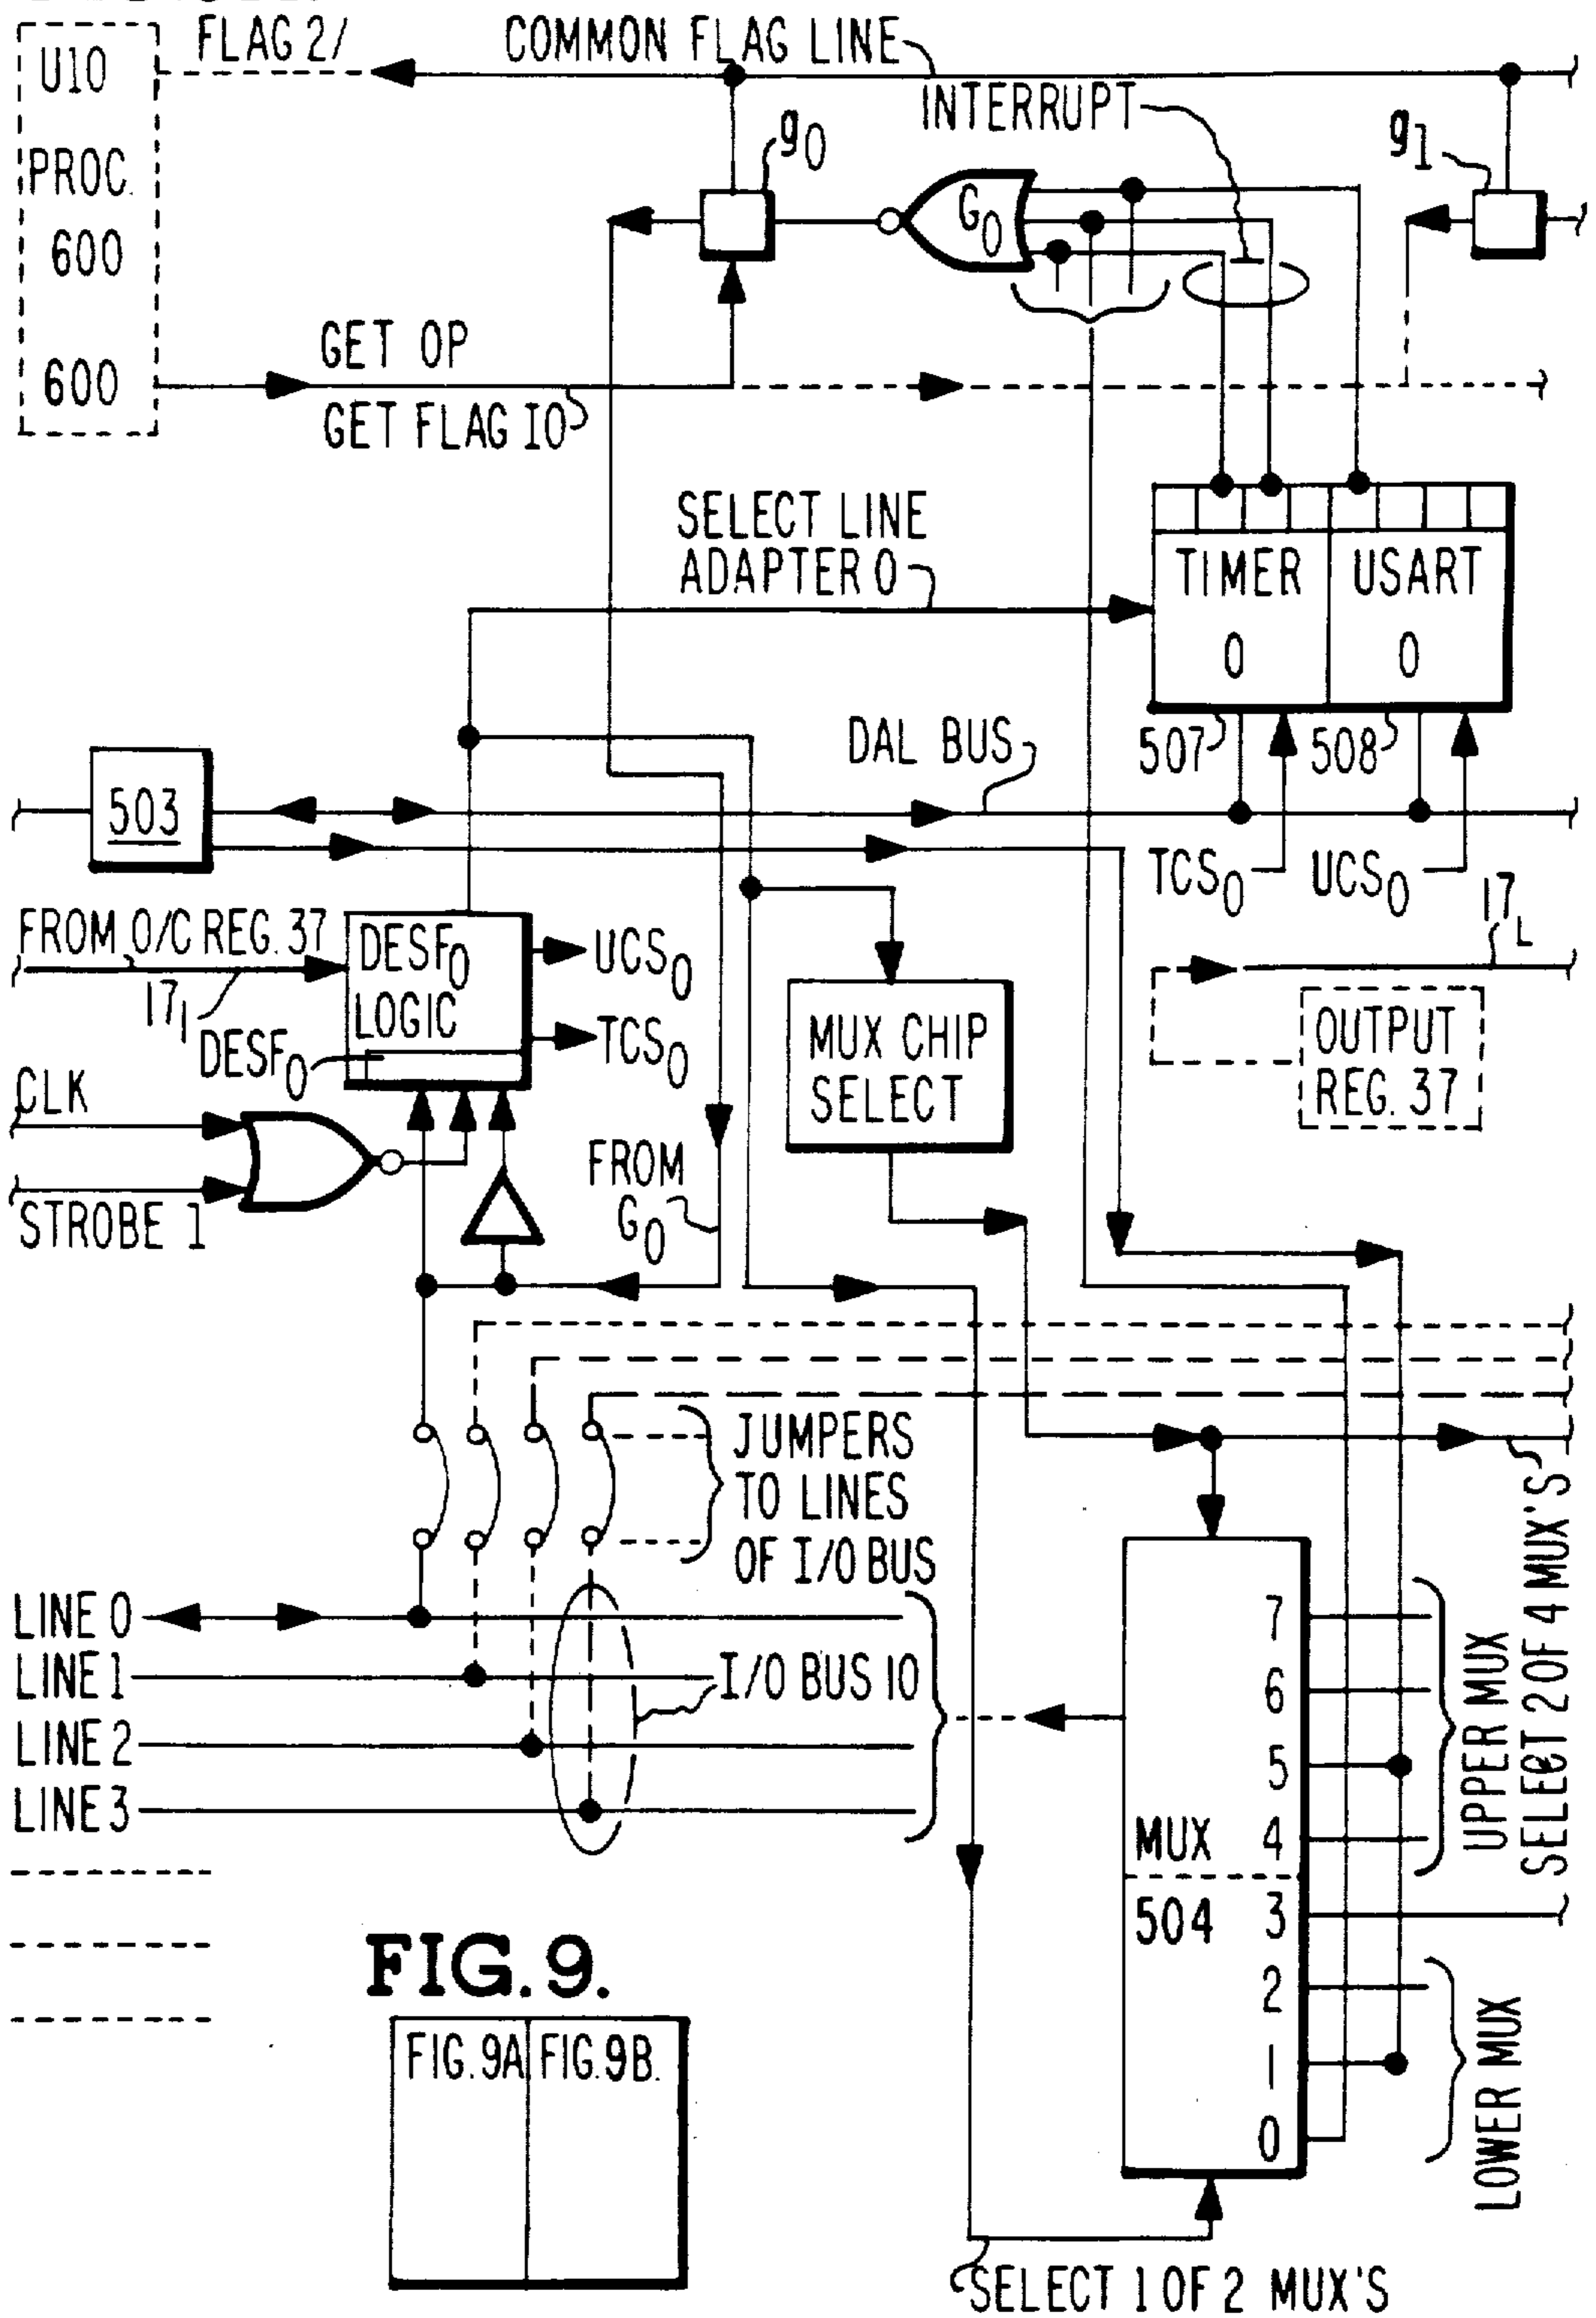 FLAG 2/
COMMON FLAG LINE
U10
PROC.
600
600
INTERRUPT
g0
g1
G0
GET OP
GET FLAG IO
SELECT LINE
ADAPTER 0
TIMER
0
USART
0
507
508
DAL BUS
503
TCS0
UCS0
17L
FROM O/C REG. 37
171
DESF0
LOGIC
UCS0
TCS0
DESF0
MUX CHIP
SELECT
OUTPUT
REG. 37
CLK
STROBE 1
FROM
G0
JUMPERS
TO LINES
OF I/O BUS
LINE 0
LINE 1
LINE 2
LINE 3
I/O BUS 10
MUX
504
7
6
5
4
3
2
1
0
UPPER MUX
SELECT 2 OF 4 MUX'S
LOWER MUX
FIG. 9.
FIG. 9A
FIG. 9B.
SELECT 1 OF 2 MUX'S